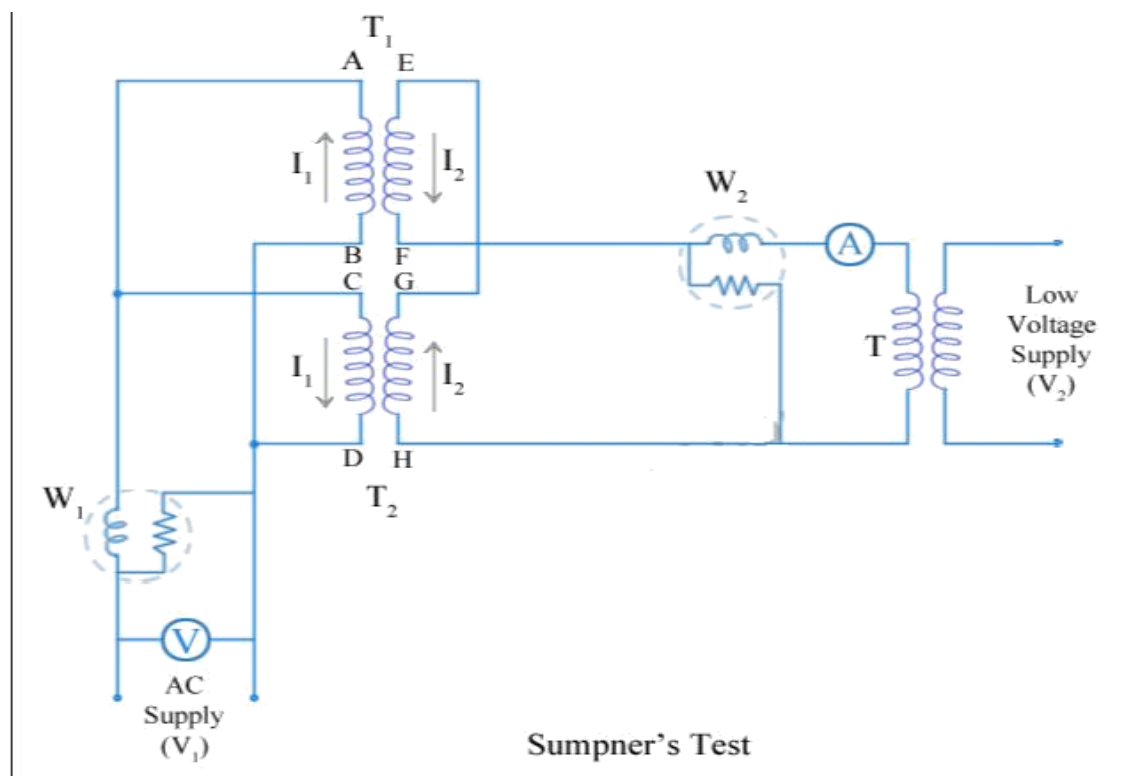 T₁
A E
I₁ I₂
W₂
A
B F
C G
Low
Voltage
Supply
(V₂)
T
I₁ I₂
D H
W₁
T₂
V
AC
Supply
(V₁)
Sumpner's Test